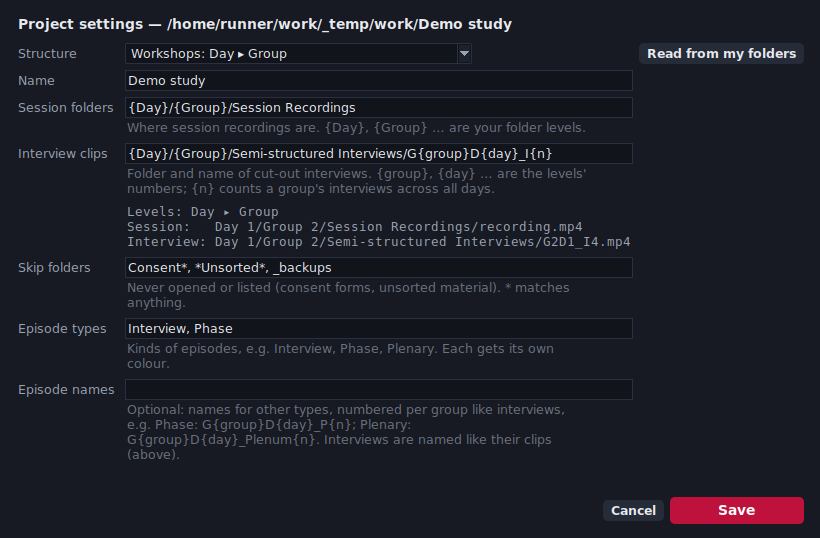 Project settings — /home/runner/work/_temp/work/Demo study
Structure
Workshops: Day ▸ Group
Read from my folders
Name
Demo study
Session folders
{Day}/{Group}/Session Recordings
Where session recordings are. {Day}, {Group} ... are your folder levels.
Interview clips
{Day}/{Group}/Semi-structured Interviews/G{group}D{day}_I{n}
Folder and name of cut-out interviews. {group}, {day} ... are the levels'
numbers; {n} counts a group's interviews across all days.
Levels: Day ▸ Group
Session:   Day 1/Group 2/Session Recordings/recording.mp4
Interview: Day 1/Group 2/Semi-structured Interviews/G2D1_I4.mp4
Skip folders
Consent*, *Unsorted*, _backups
Never opened or listed (consent forms, unsorted material). * matches
anything.
Episode types
Interview, Phase
Kinds of episodes, e.g. Interview, Phase, Plenary. Each gets its own
colour.
Episode names
Optional: names for other types, numbered per group like interviews,
e.g. Phase: G{group}D{day}_P{n}; Plenary:
G{group}D{day}_Plenum{n}. Interviews are named like their clips
(above).
Cancel
Save